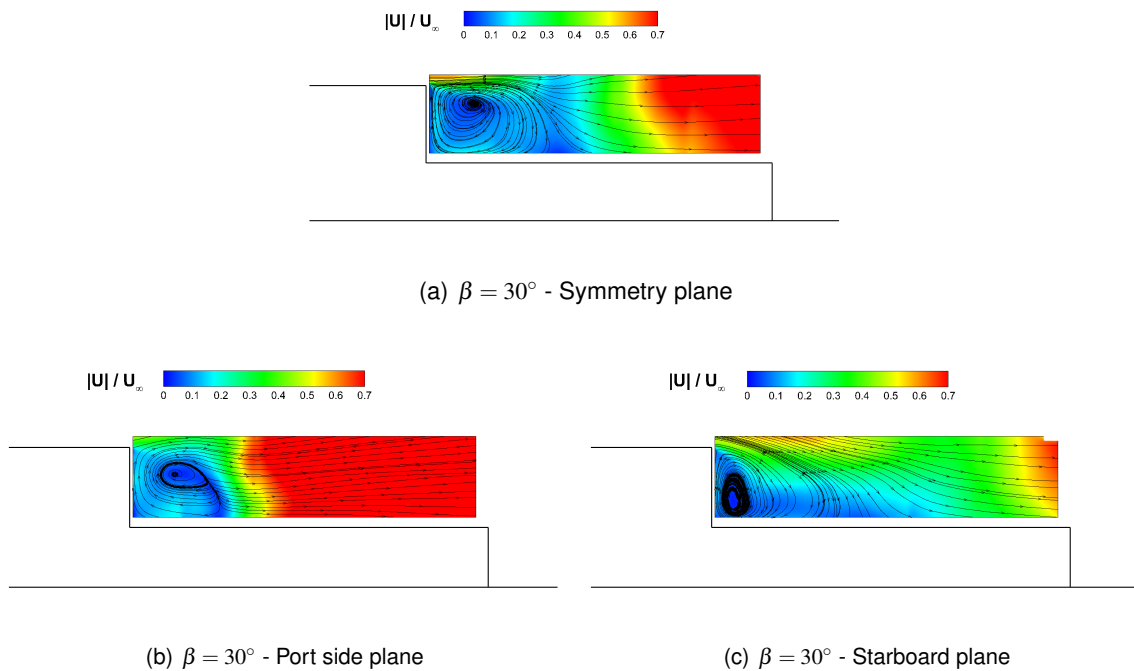 |U| / U∞
0 0.1 0.2 0.3 0.4 0.5 0.6 0.7
(a) β = 30° - Symmetry plane
|U| / U∞
0 0.1 0.2 0.3 0.4 0.5 0.6 0.7
(b) β = 30° - Port side plane
|U| / U∞
0 0.1 0.2 0.3 0.4 0.5 0.6 0.7
(c) β = 30° - Starboard plane